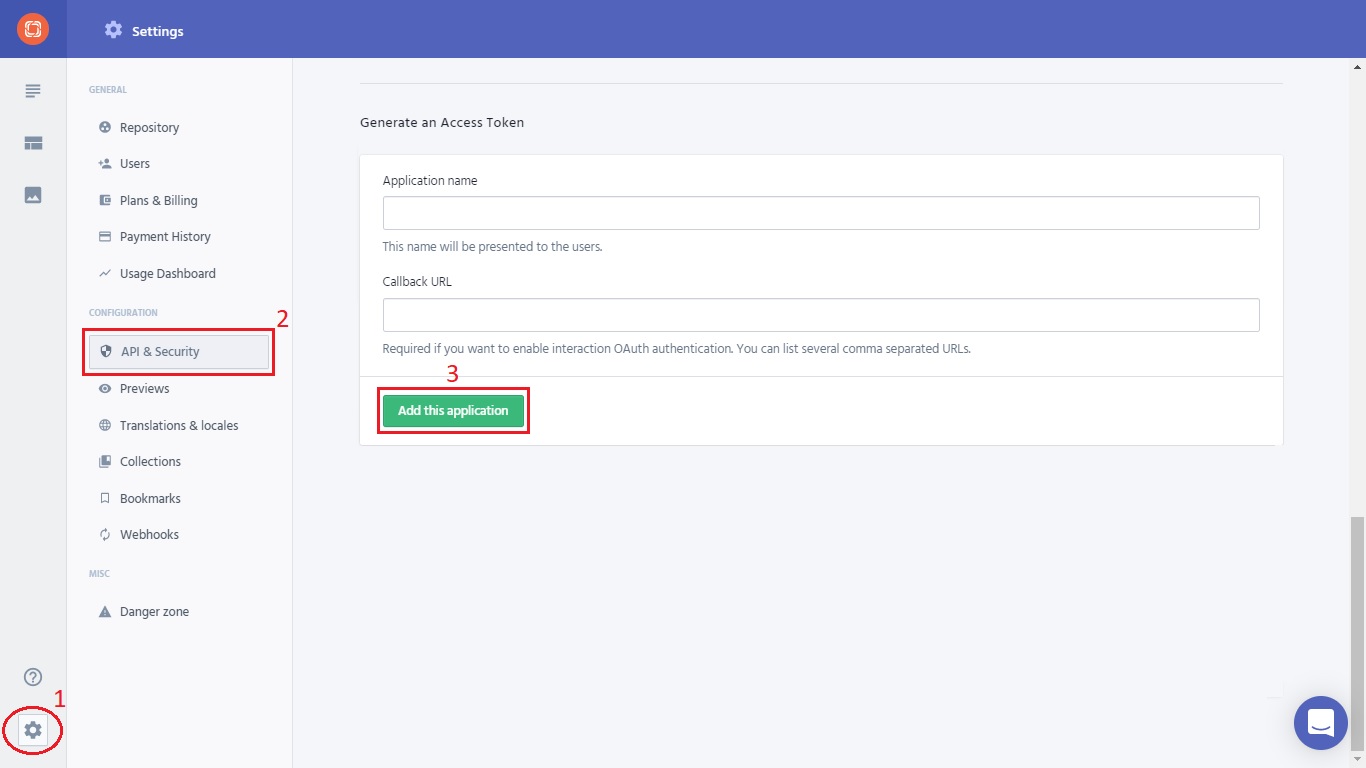 Settings
GENERAL
Repository
Users
Plans & Billing
Payment History
Usage Dashboard
CONFIGURATION
2
API & Security
Previews
Translations & locales
Collections
Bookmarks
Webhooks
MISC
Danger zone
1
Generate an Access Token
Application name
This name will be presented to the users.
Callback URL
Required if you want to enable interaction OAuth authentication. You can list several comma separated URLs.
3
Add this application